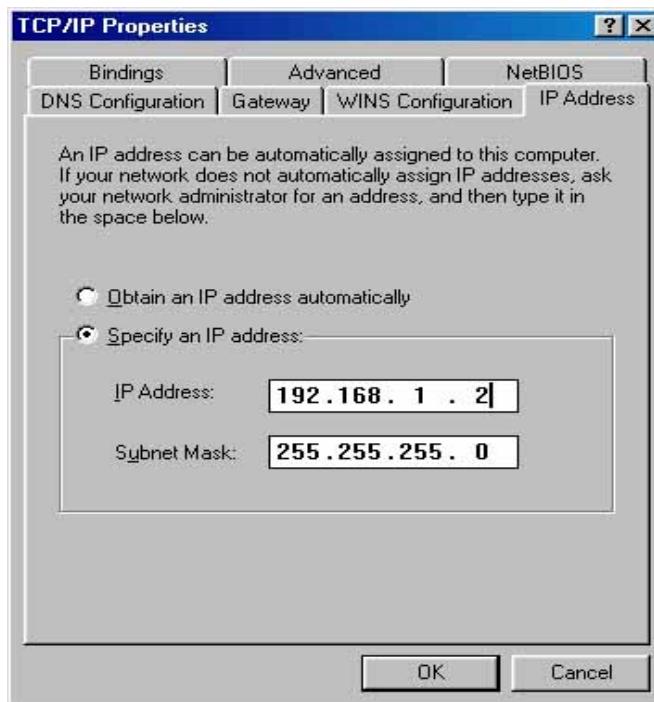 TCP/IP Properties
? ×
Bindings Advanced NetBIOS
DNS Configuration Gateway WINS Configuration IP Address
An IP address can be automatically assigned to this computer.
If your network does not automatically assign IP addresses, ask
your network administrator for an address, and then type it in
the space below.
Obtain an IP address automatically
Specify an IP address:
IP Address: 192.168. 1 . 2
Subnet Mask: 255.255.255. 0
OK Cancel